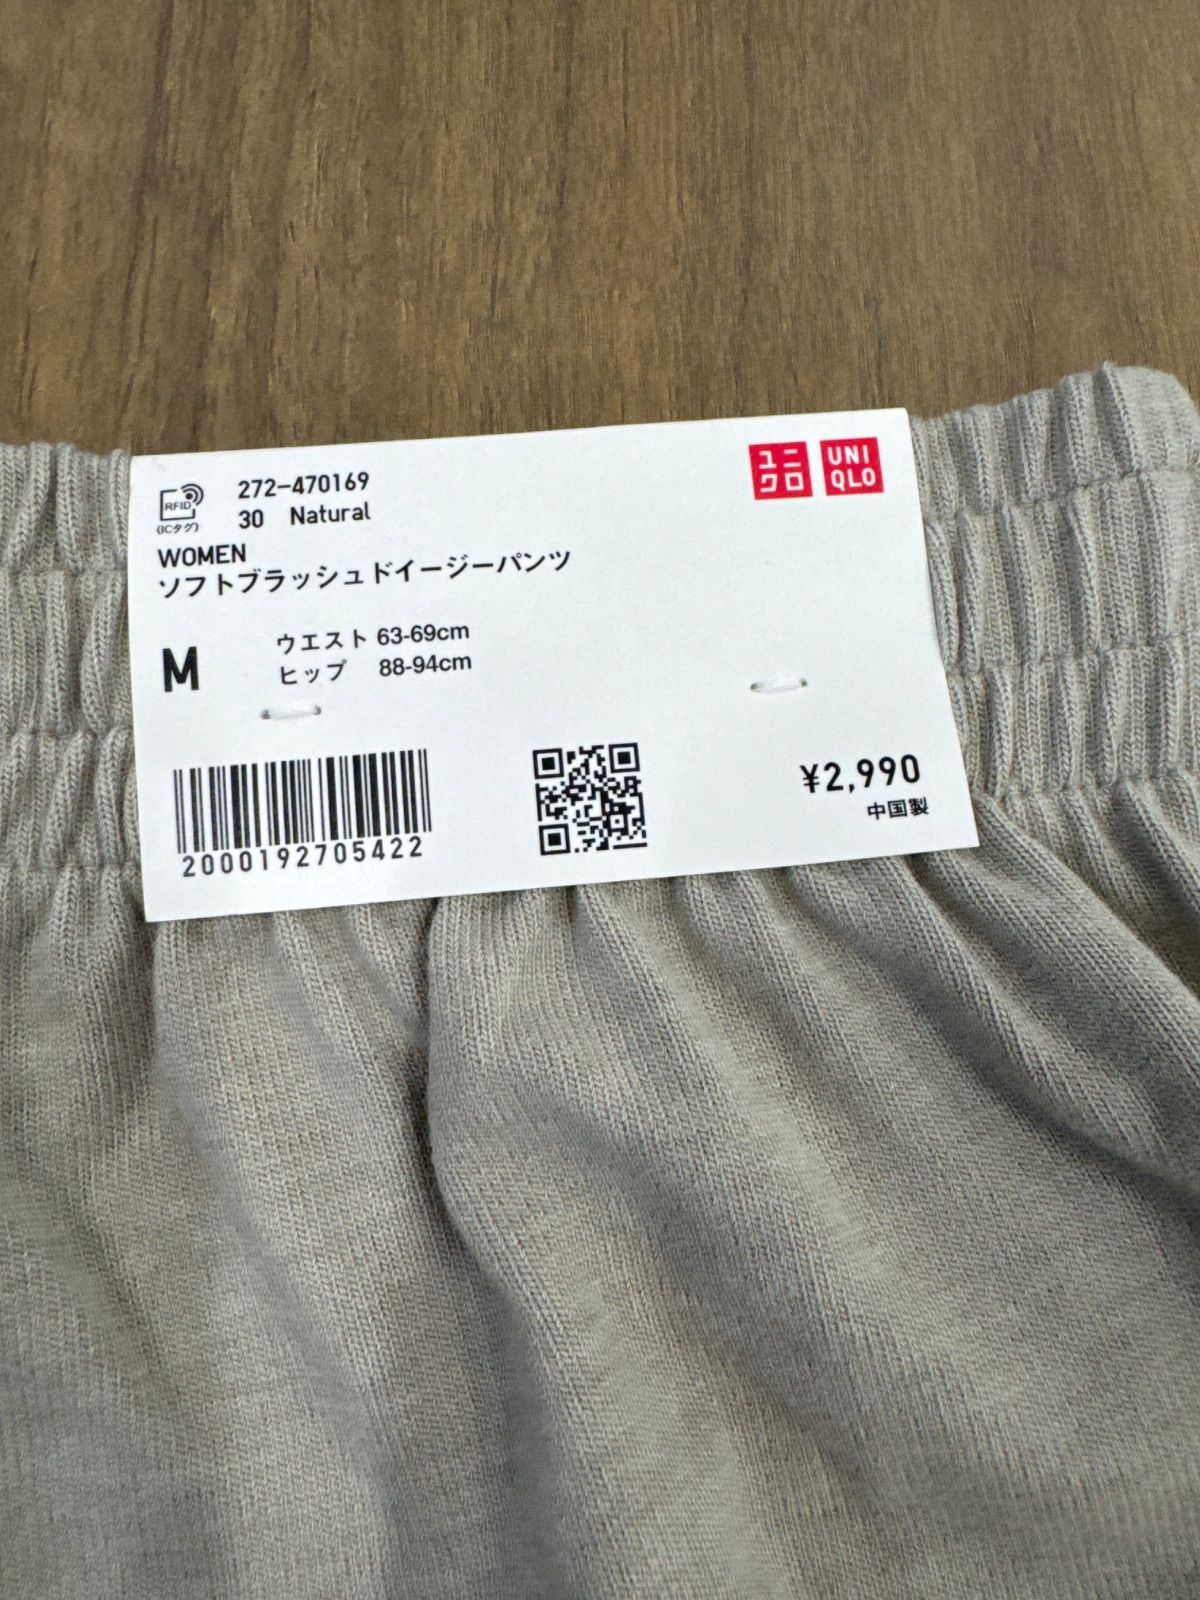 ユニ
クロ
UNI
QLO
RFID
(ICタグ)
272-470169
30 Natural
WOMEN
ソフトブラッシュドイージーパンツ
M
ウエスト 63-69cm
ヒップ 88-94cm
2000192705422
¥2,990
中国製